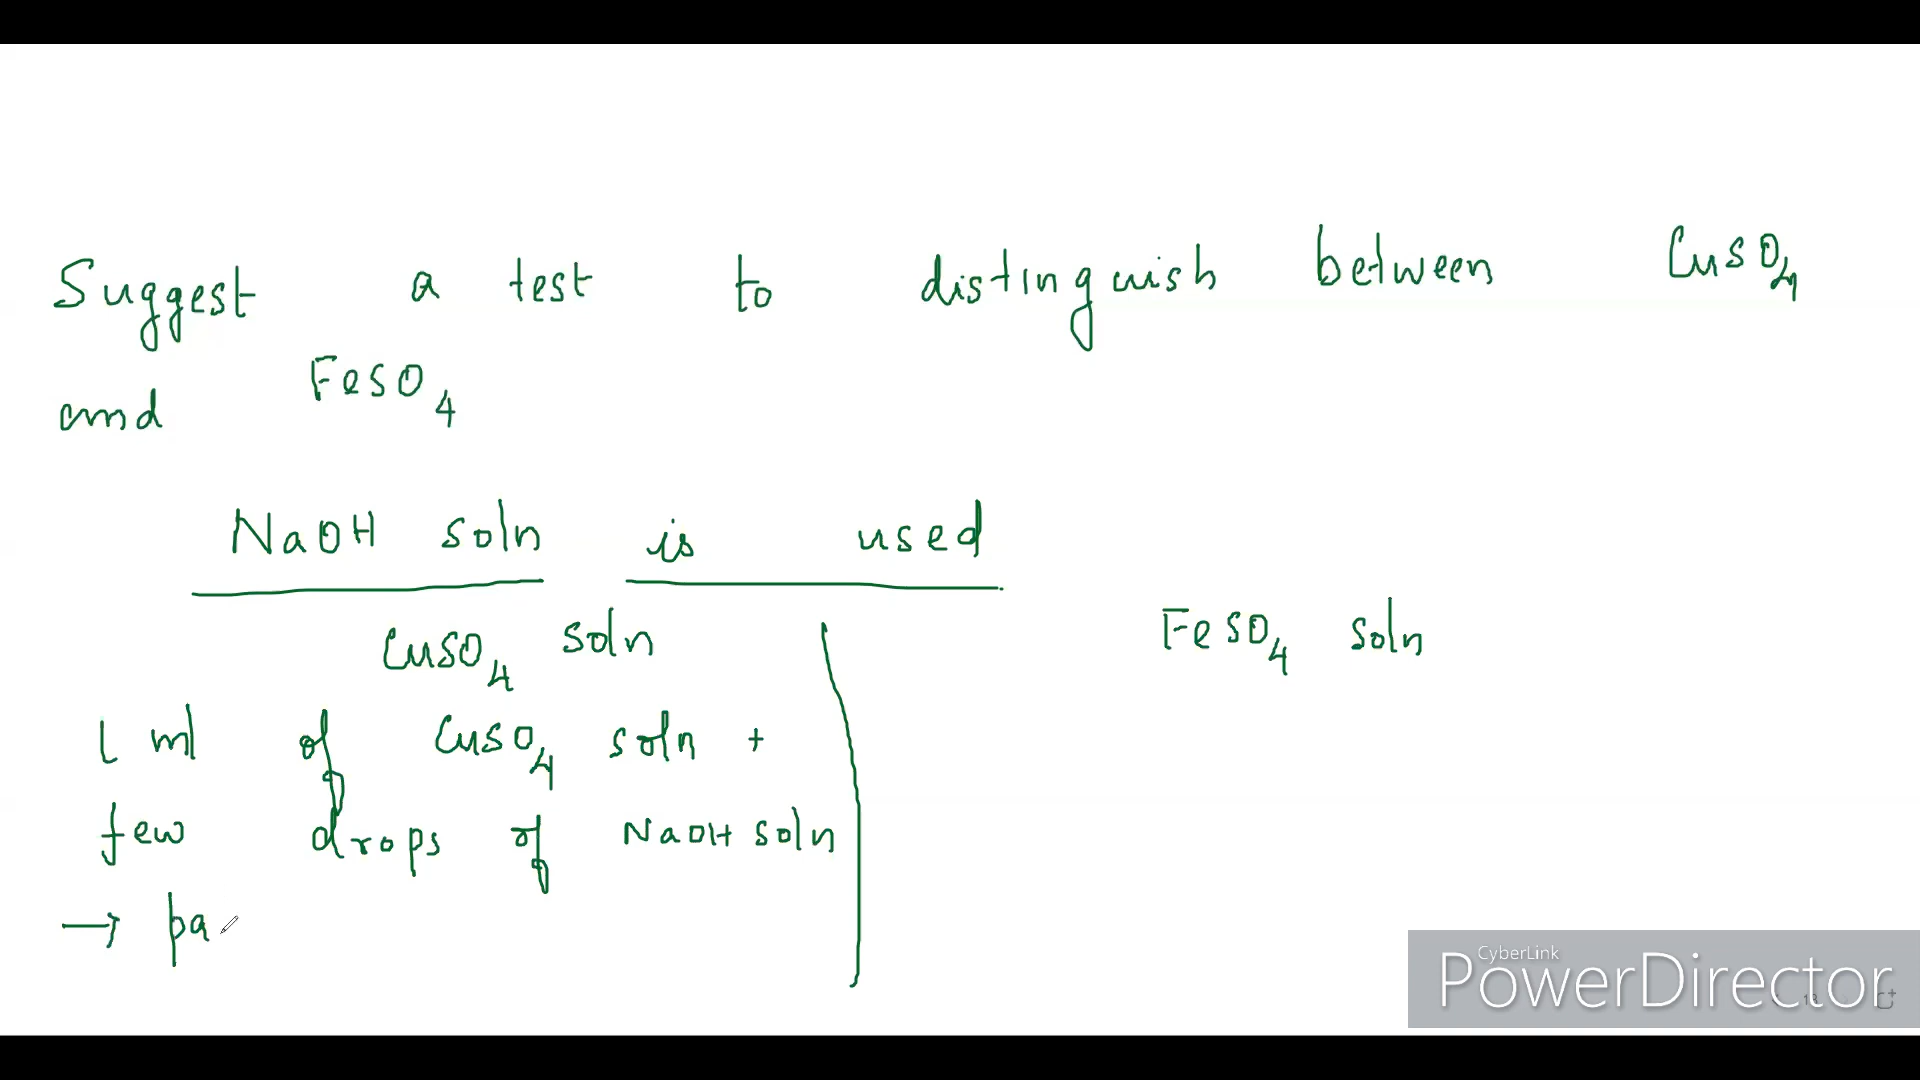 Suggest a test to distinguish between CuSO4
and FeSO4
NaOH soln is used
CuSO4 soln
FeSO4 soln
1 ml of CuSO4 soln +
few drops of NaOH soln
→ pa
CyberLink
PowerDirector